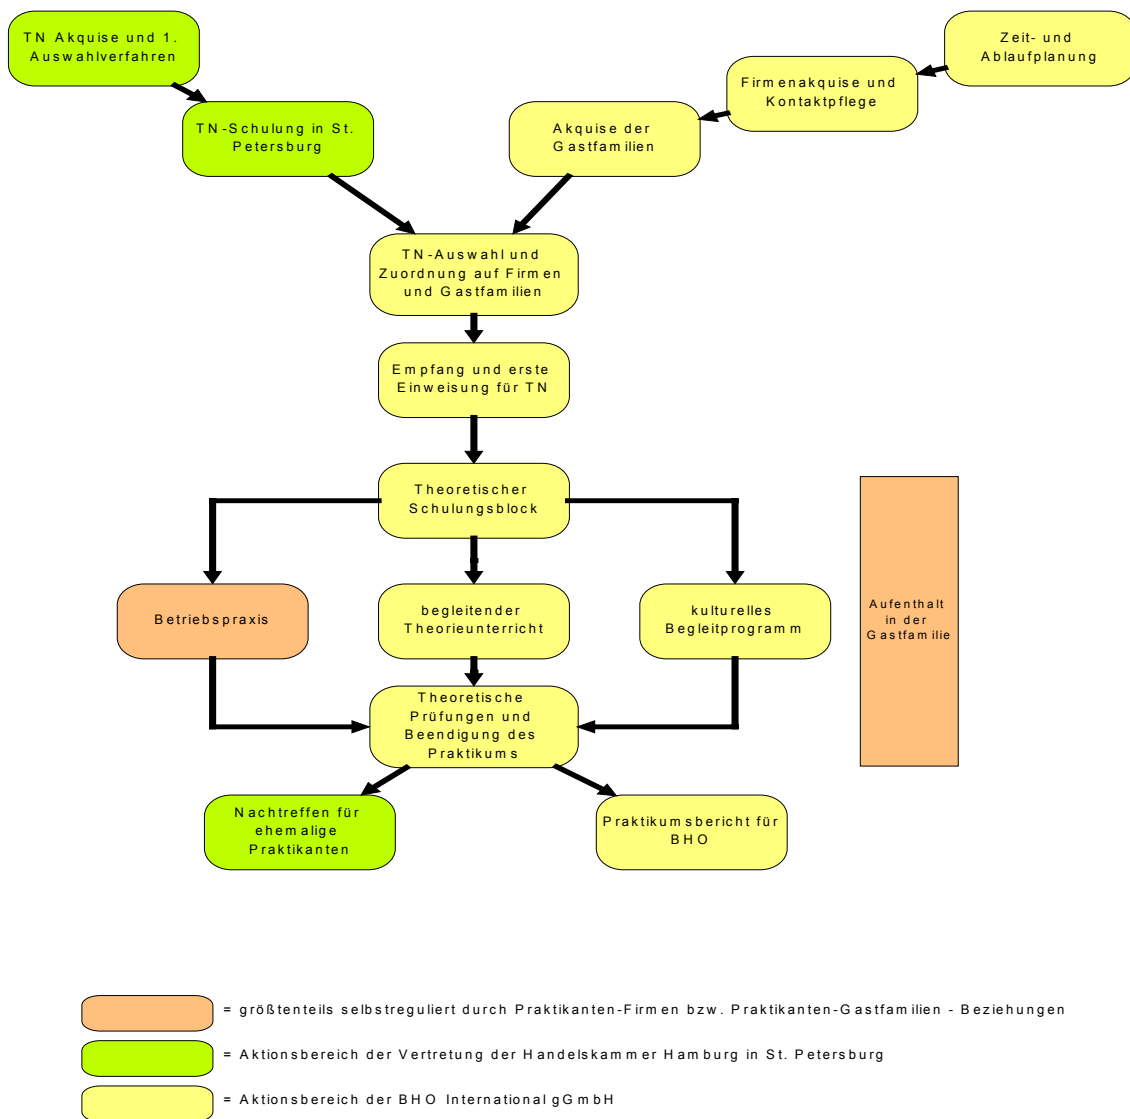 TN Akquise und 1.
Auswahlverfahren
Zeit- und
Ablaufplanung
Firmenakquise und
Kontaktpflege
TN-Schulung in St.
Petersburg
Akquise der
Gastfamilien
TN-Auswahl und
Zuordnung auf Firmen
und Gastfamilien
Empfang und erste
Einweisung für TN
Theoretischer
Schulungsblock
Betriebspraxis
begleitender
Theorieunterricht
kulturelles
Begleitprogramm
Aufenthalt
in der
Gastfamilie
Theoretische
Prüfungen und
Beendigung des
Praktikums
Nachtreffen für
ehemalige
Praktikanten
Praktikumsbericht für
BHO
= größtenteils selbstreguliert durch Praktikanten-Firmen bzw. Praktikanten-Gastfamilien - Beziehungen
= Aktionsbereich der Vertretung der Handelskammer Hamburg in St. Petersburg
= Aktionsbereich der BHO International gGmbH